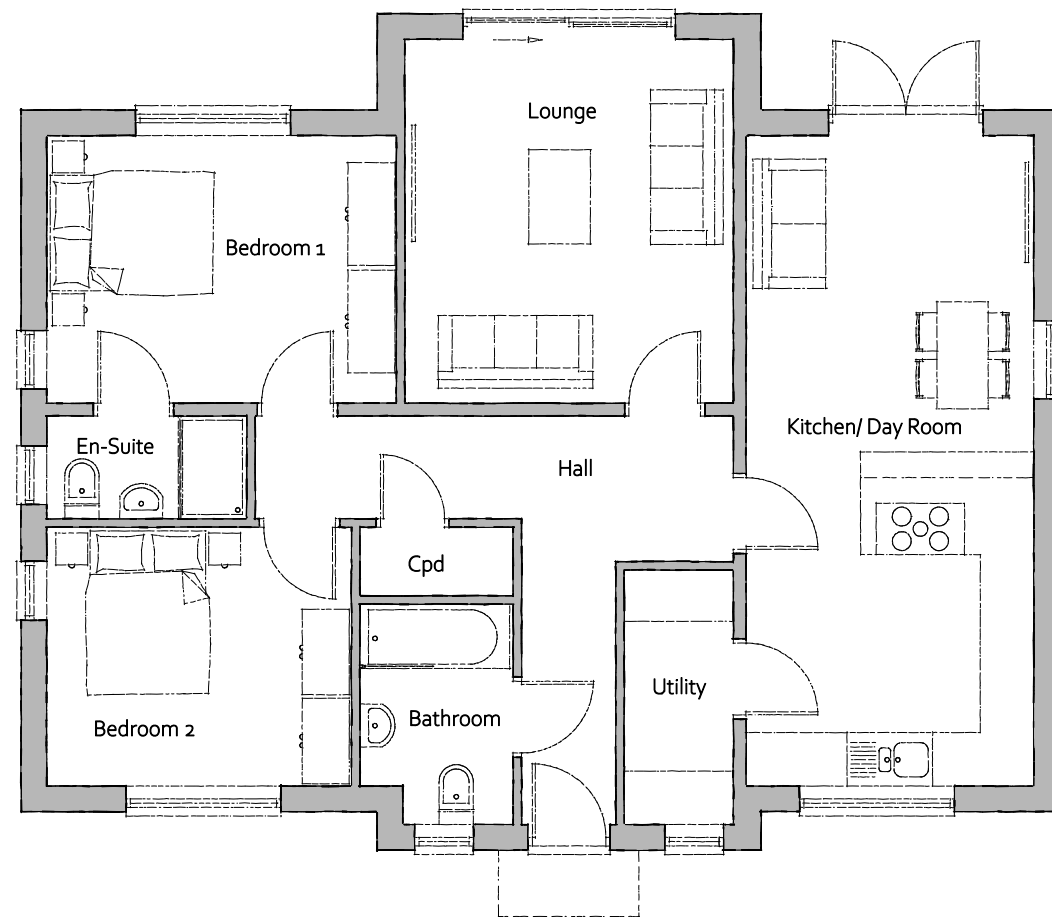 Lounge
Bedroom 1
Kitchen/ Day Room
En-Suite
Hall
Cpd
Utility
Bathroom
Bedroom 2